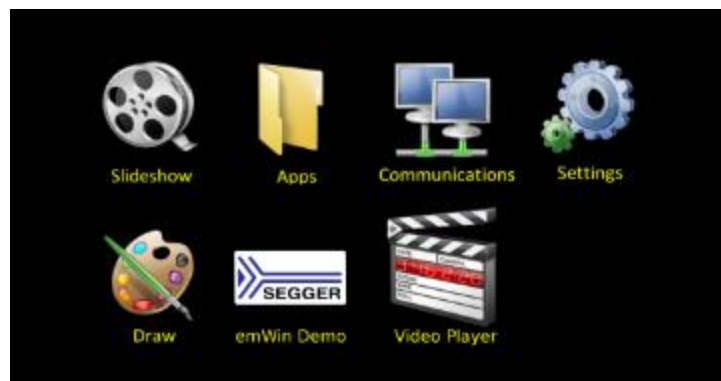 Slideshow
Apps
Communications
Settings
SEGGER
Draw
emWin Demo
Video Player